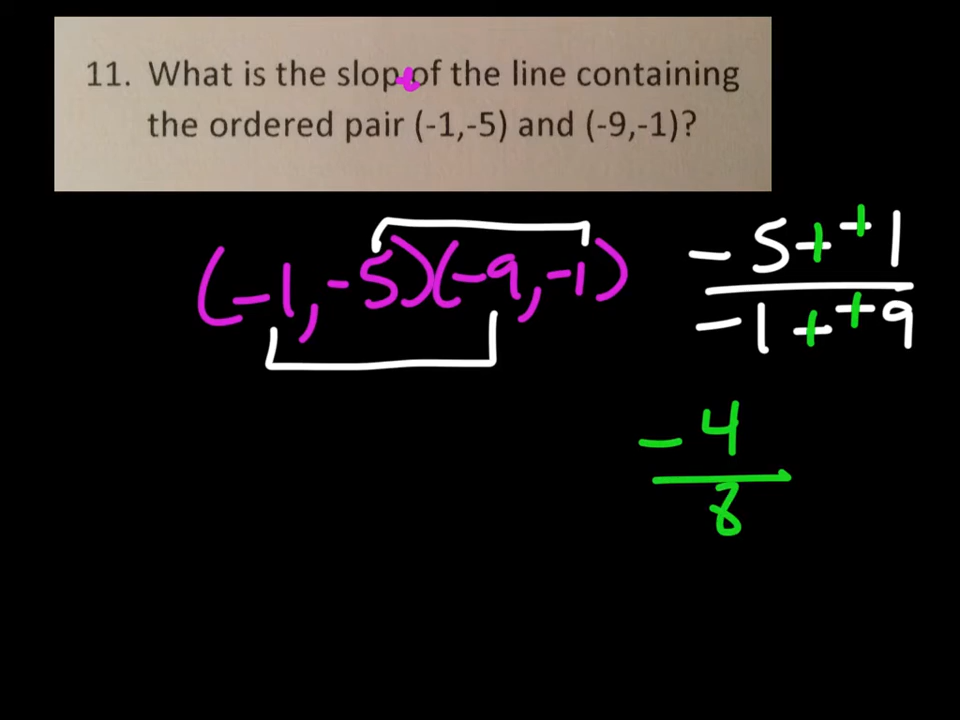 11. What is the slop of the line containing
the ordered pair (-1,-5) and (-9,-1)?
(-1,-5)(-9,-1)
-5++1
-1++9
-4
8